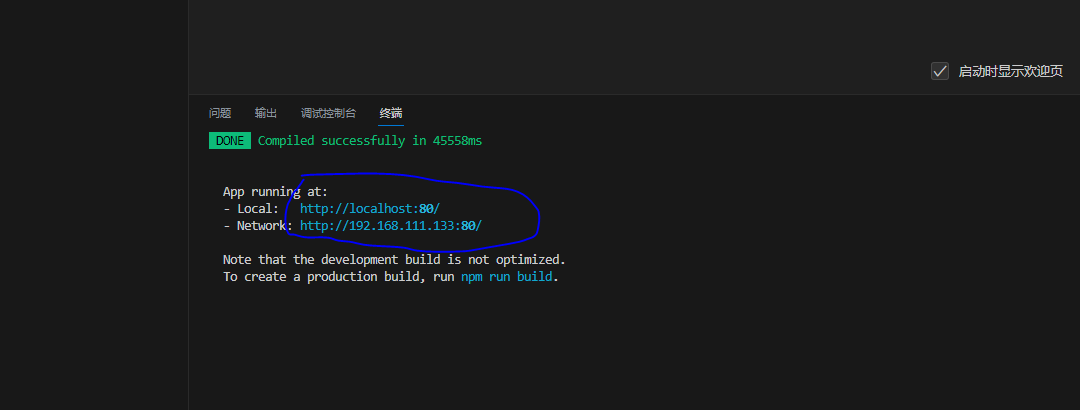 启动时显示欢迎页
问题 输出 调试控制台 终端
DONE Compiled successfully in 45558ms
App running at:
- Local: http://localhost:80/
- Network: http://192.168.111.133:80/
Note that the development build is not optimized.
To create a production build, run npm run build.